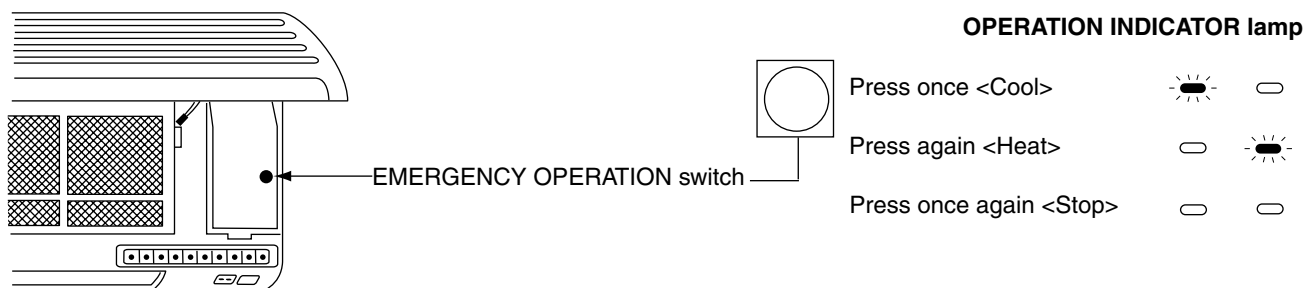 OPERATION INDICATOR lamp
Press once <Cool>
Press again <Heat>
EMERGENCY OPERATION switch
Press once again <Stop>